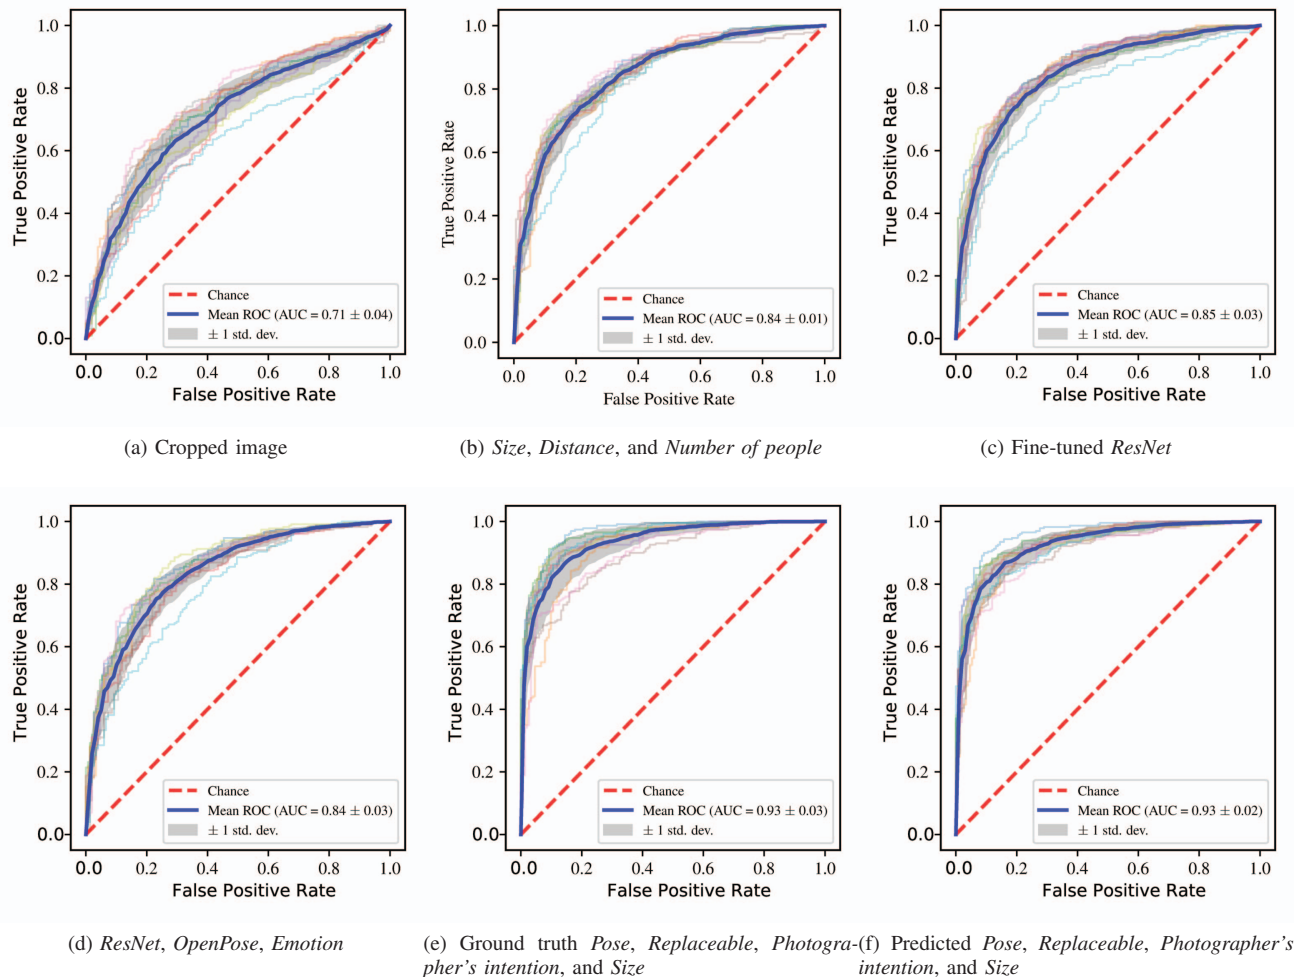 1.0
0.8
0.6
0.4
0.2
0.0
True Positive Rate
Chance
Mean ROC (AUC = 0.71 ± 0.04)
± 1 std. dev.
0.0 0.2 0.4 0.6 0.8 1.0
False Positive Rate
(a) Cropped image
1.0
0.8
0.6
0.4
0.2
0.0
True Positive Rate
Chance
Mean ROC (AUC = 0.84 ± 0.01)
± 1 std. dev.
0.0 0.2 0.4 0.6 0.8 1.0
False Positive Rate
(b) Size, Distance, and Number of people
1.0
0.8
0.6
0.4
0.2
0.0
True Positive Rate
Chance
Mean ROC (AUC = 0.85 ± 0.03)
± 1 std. dev.
0.0 0.2 0.4 0.6 0.8 1.0
False Positive Rate
(c) Fine-tuned ResNet
1.0
0.8
0.6
0.4
0.2
0.0
True Positive Rate
Chance
Mean ROC (AUC = 0.84 ± 0.03)
± 1 std. dev.
0.0 0.2 0.4 0.6 0.8 1.0
False Positive Rate
(d) ResNet, OpenPose, Emotion
1.0
0.8
0.6
0.4
0.2
0.0
True Positive Rate
Chance
Mean ROC (AUC = 0.93 ± 0.03)
± 1 std. dev.
0.0 0.2 0.4 0.6 0.8 1.0
False Positive Rate
(e) Ground truth Pose, Replaceable, Photogra-
pher's intention, and Size
1.0
0.8
0.6
0.4
0.2
0.0
True Positive Rate
Chance
Mean ROC (AUC = 0.93 ± 0.02)
± 1 std. dev.
0.0 0.2 0.4 0.6 0.8 1.0
False Positive Rate
(f) Predicted Pose, Replaceable, Photographer's
intention, and Size